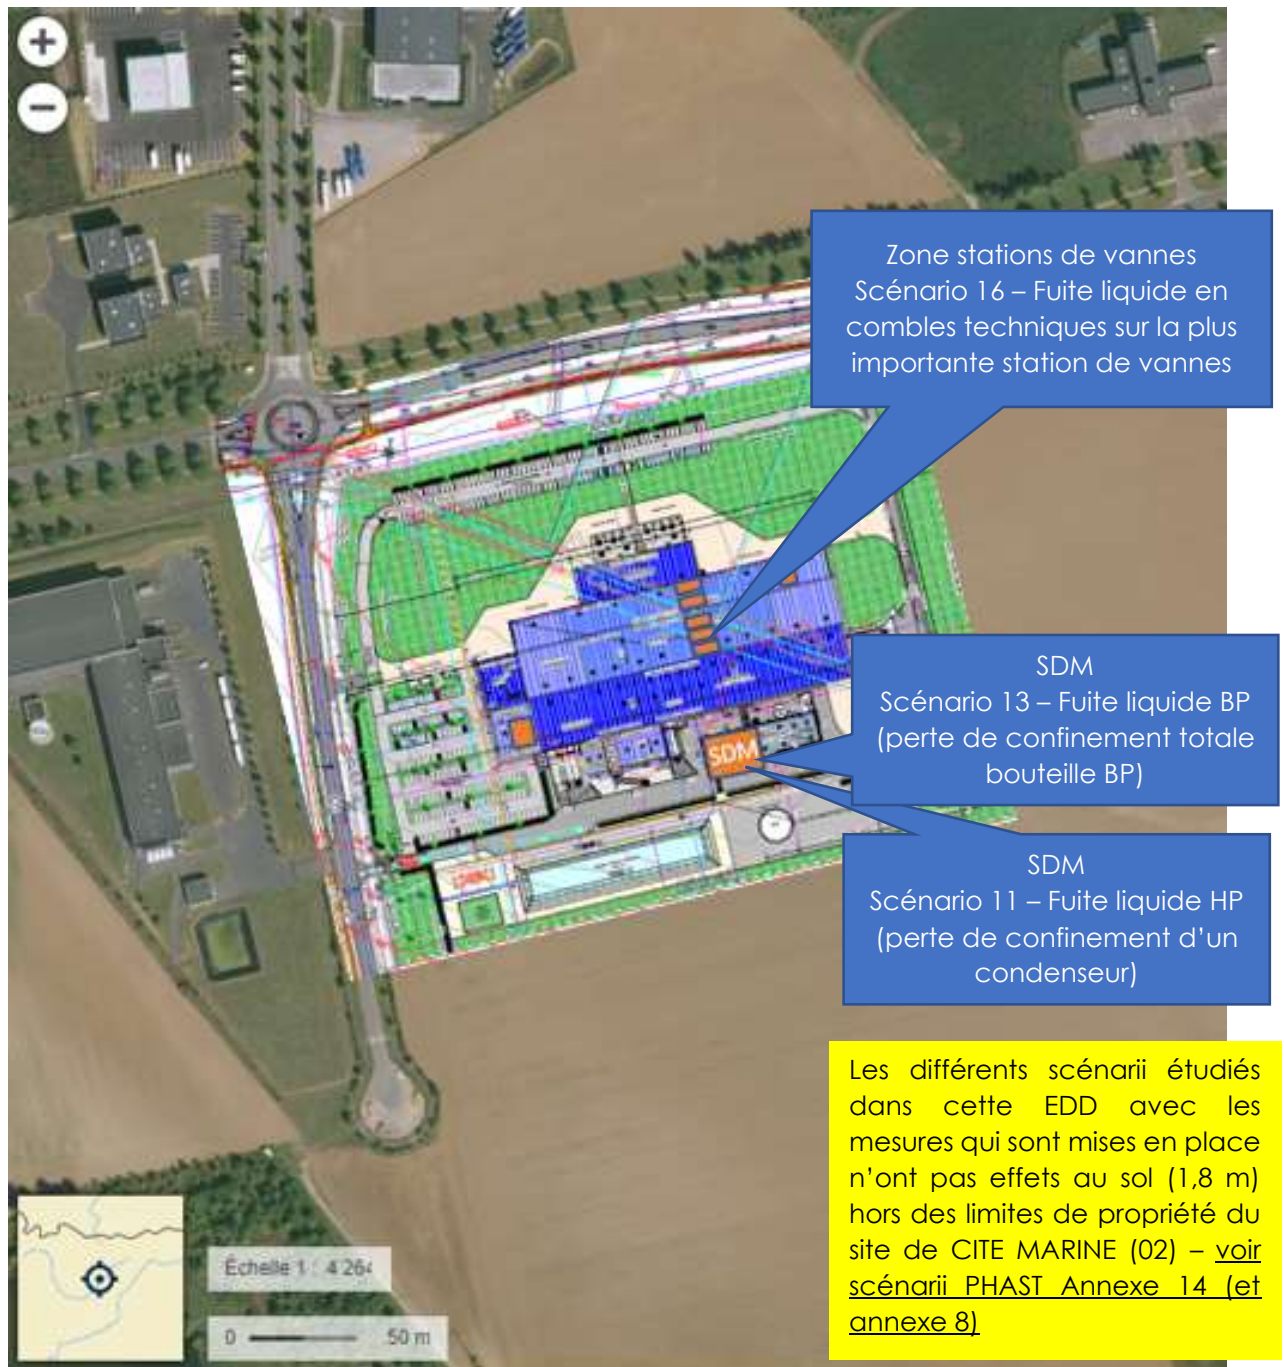 Zone stations de vannes
Scénario 16 – Fuite liquide en
combles techniques sur la plus
importante station de vannes
SDM
Scénario 13 – Fuite liquide BP
(perte de confinement totale
bouteille BP)
SDM
SDM
Scénario 11 – Fuite liquide HP
(perte de confinement d'un
condenseur)
Les différents scénarii étudiés
dans cette EDD avec les
mesures qui sont mises en place
n'ont pas effets au sol (1,8 m)
hors des limites de propriété du
site de CITE MARINE (02) – voir
scénarii PHAST Annexe 14 (et
annexe 8)
Échelle 1 : 4 264
0 50 m